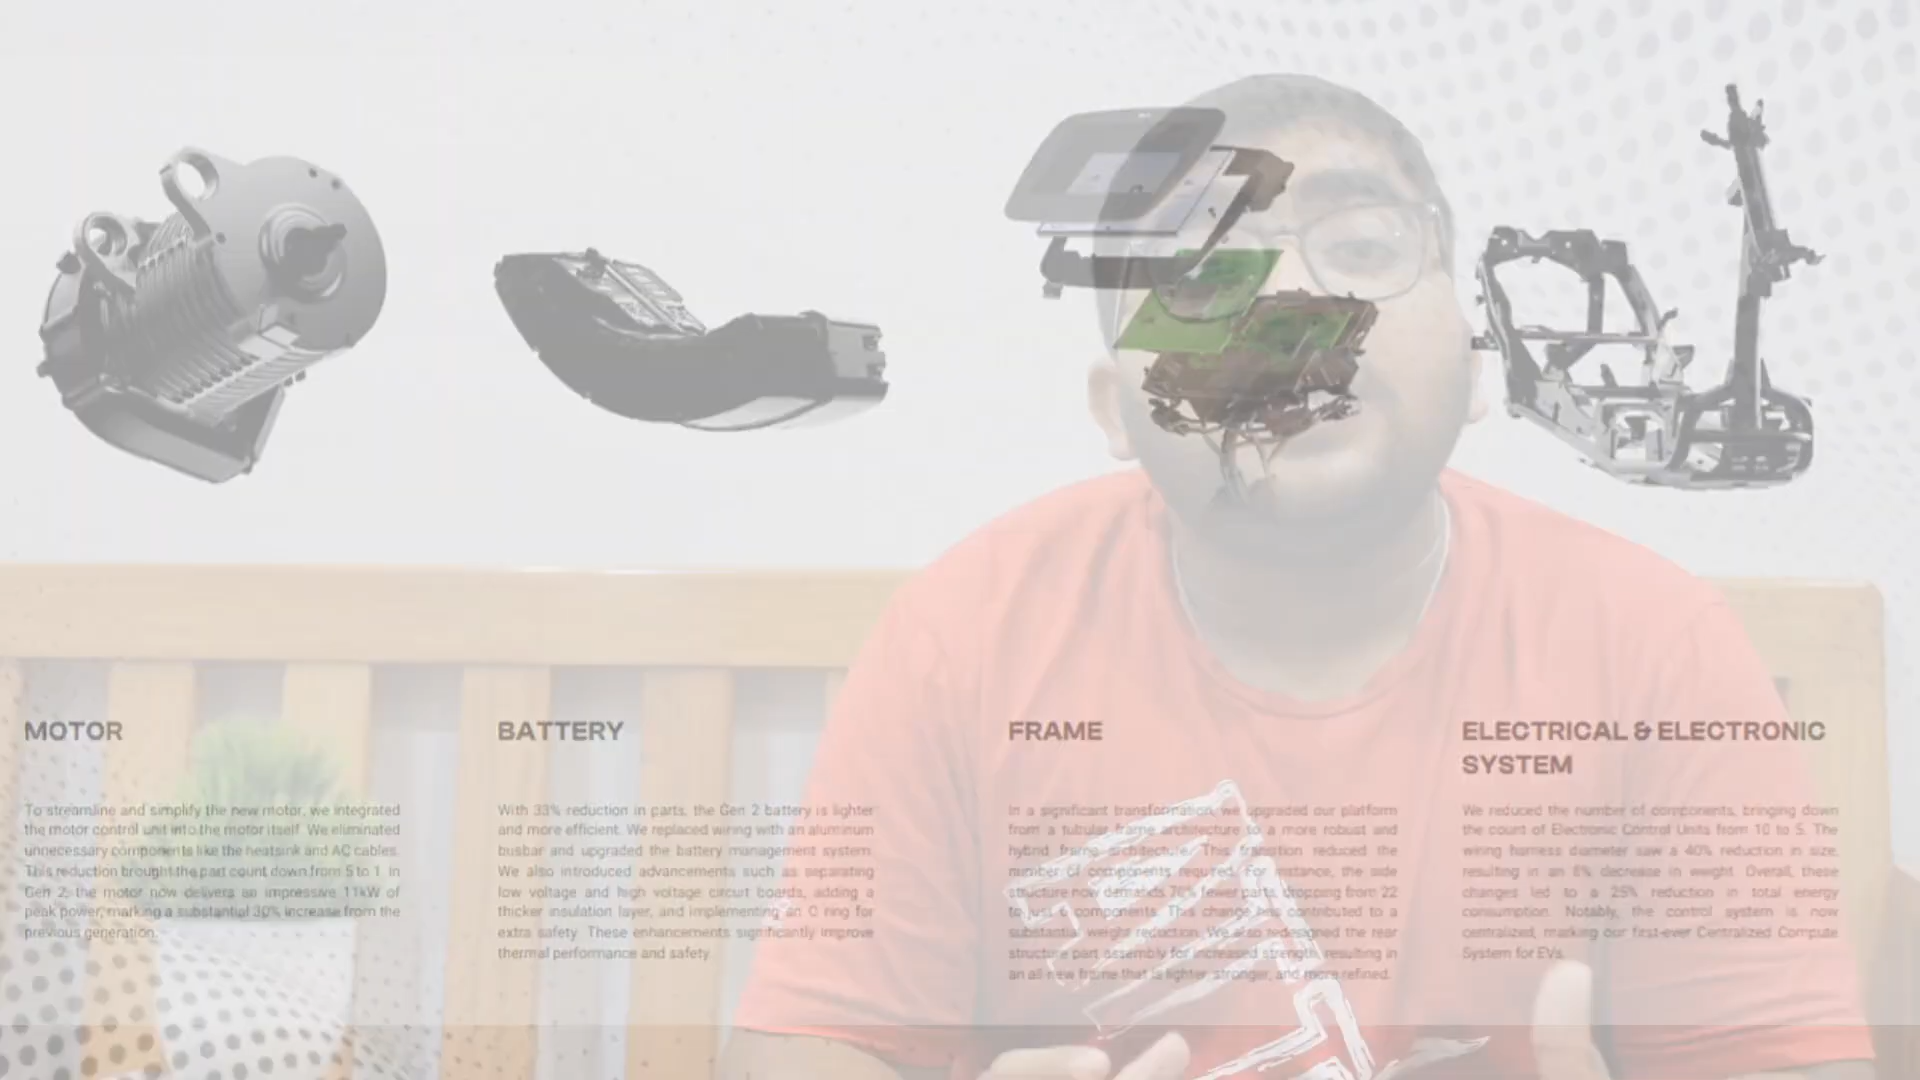 MOTOR
To streamline and simplify the new motor, we integrated
the motor control unit into the motor itself. We eliminated
unnecessary components like the heatsink and AC cables.
This reduction brought the part count down from 5 to 1. In
Gen 2, the motor now delivers an impressive 11kW of
peak power, marking a substantial 30% increase from the
previous generation.
BATTERY
With 33% reduction in parts, the Gen 2 battery is lighter
and more efficient. We replaced wiring with an aluminum
busbar and upgraded the battery management system.
We also introduced advancements such as separating
low voltage and high voltage circuit boards, adding a
thicker insulation layer, and implementing an C ring for
extra safety. These enhancements significantly improve
thermal performance and safety.
FRAME
In a significant transformation, we upgraded our platform
from a tubular frame architecture to a more robust and
hybrid frame architecture. This transition reduced the
number of components required. For instance, the side
structure now demands 76% fewer parts, dropping from 22
to just 6 components. This change has contributed to a
substantial weight reduction. We also redesigned the rear
structure part assembly for increased strength, resulting in
an all new frame that is lighter, stronger, and more refined.
ELECTRICAL & ELECTRONIC
SYSTEM
We reduced the number of components, bringing down
the count of Electronic Control Units from 10 to 5. The
wiring harness diameter saw a 40% reduction in size,
resulting in an 8% decrease in weight. Overall, these
changes led to a 25% reduction in total energy
consumption. Notably, the control system is now
centralized, marking our first-ever Centralized Compute
System for EVs.